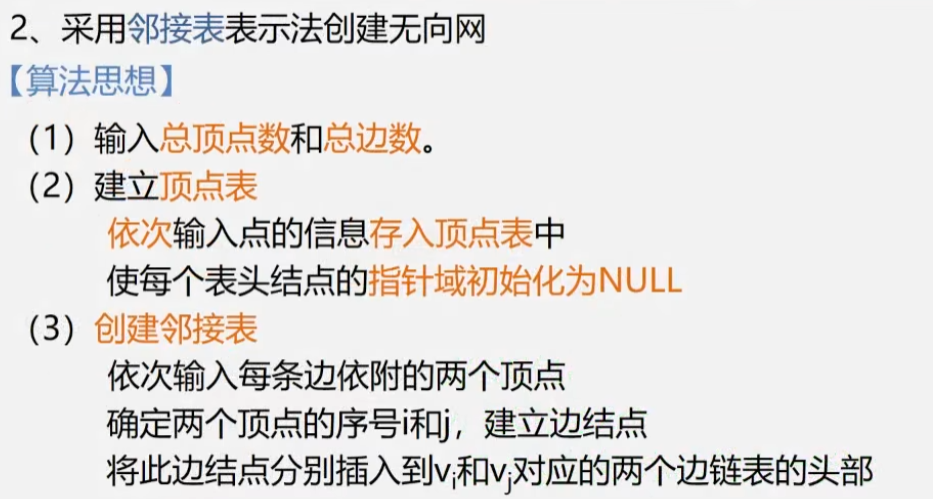 2、采用邻接表表示法创建无向网
【算法思想】
（1）输入总顶点数和总边数。
（2）建立顶点表
依次输入点的信息存入顶点表中
使每个表头结点的指针域初始化为NULL
（3）创建邻接表
依次输入每条边依附的两个顶点
确定两个顶点的序号i和j，建立边结点
将此边结点分别插入到vi和vj对应的两个边链表的头部